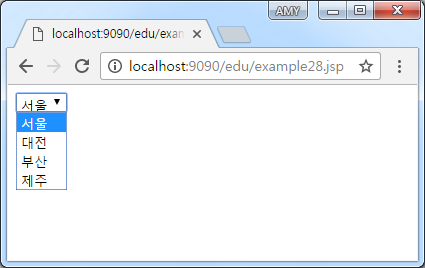 AMY
localhost:9090/edu/exam
localhost:9090/edu/example28.jsp
서울
서울
대전
부산
제주